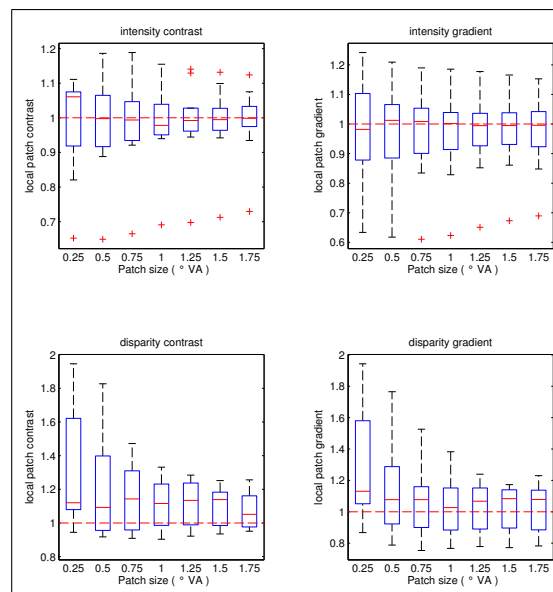 intensity contrast
1.2
1.1
1
0.9
0.8
0.7
local patch contrast
0.25 0.5 0.75 1 1.25 1.5 1.75
Patch size ( ° VA)
intensity gradient
1.2
1.1
1
0.9
0.8
0.7
0.6
local patch gradient
0.25 0.5 0.75 1 1.25 1.5 1.75
Patch size ( ° VA)
disparity contrast
2
1.8
1.6
1.4
1.2
1
0.8
local patch contrast
0.25 0.5 0.75 1 1.25 1.5 1.75
Patch size ( ° VA)
disparity gradient
2
1.8
1.6
1.4
1.2
1
0.8
local patch gradient
0.25 0.5 0.75 1 1.25 1.5 1.75
Patch size ( ° VA)